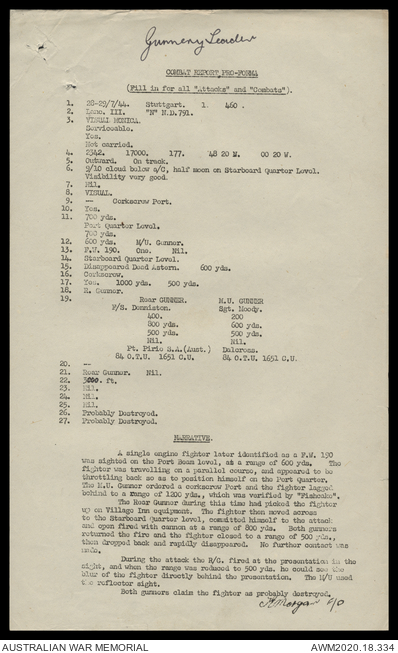 Gunnery Leader
COMBAT REPORT PRO-FORMA
(Fill in for all "Attacks" and "Combats").
1. 28-29/7/44. Stuttgart. 1. 460.
2. Lanc. III. "N" N.D.791.
3. VISUAL MONICA.
Serviceable.
Yes.
Not carried.
4. 2342. 17000. 177. 48 20 N. 00 20 W.
5. Outward. On track.
6. 9/10 cloud below a/C, half moon on Starboard Quarter Level.
Visibility very good.
7. Nil.
8. VISUAL.
9. -- Corkscrew Port.
10. Yes.
11. 700 yds.
Port Quarter Level.
700 yds.
12. 600 yds. M/U. Gunner.
13. F.W. 190. One. Nil.
14. Starboard Quarter Level.
15. Disappeared Dead Astern. 600 yds.
16. Corkscrew.
17. Yes. 1000 yds. 500 yds.
18. R. Gunner.
19. Rear GUNNER M.U. GUNNER
F/S. Denniston. Sgt. Moody.
400. 200
800 yds. 600 yds.
500 yds. 500 yds.
Nil. Nil.
Pt. Pirie S.A.(Aust.) Dalcross.
84 O.T.U. 1651 C.U. 84 O.T.U. 1651 C.U.
20. --
21. Rear Gunner. Nil.
22. ft.
23. Nil.
24. Nil.
25. Nil.
26. Probably Destroyed.
27. Probably Destroyed.
NARRATIVE.
A single engine fighter later identified as a F.W. 190
was sighted on the Port Beam level, at a range of 600 yds. The
fighter was travelling on a parallel course, and appeared to be
throttling back so as to position himself on the Port Quarter.
The M.U. Gunner ordered a corkscrew Port and the fighter lagged
behind to a range of 1200 yds., which was verified by "Fishpake".
The Rear Gunner during this time had picked the fighter
up on Village Inn equipment. The fighter then moved across
to the Starboard Quarter level, committed himself to the attack
and open fired with cannon at a range of 800 yds. Both gunners
returned the fire and the fighter closed to a range of 500 yds.,
then dropped back and rapidly disappeared. No further contact was
made.
During the attack the R/G. fired at the presentation in the
sight, and when the range was reduced to 500 yds. he could see the
blur of the fighter directly behind the presentation. The M/U used
the reflector sight.
Both gunners claim the fighter as probably destroyed.
Morgan F/O
AUSTRALIAN WAR MEMORIAL AWM2020.18.334